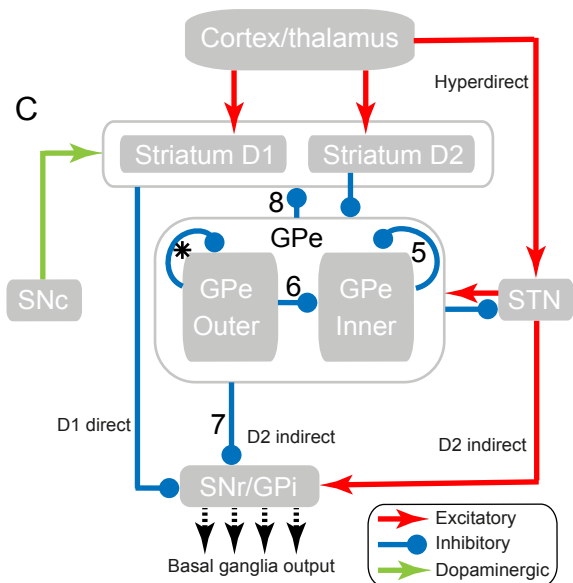 Cortex/thalamus
Hyperdirect
C
Striatum D1
Striatum D2
8
GPe
*
5
GPe
Outer
6
GPe
Inner
SNc
STN
D1 direct
7
D2 indirect
D2 indirect
SNr/GPi
Basal ganglia output
Excitatory
Inhibitory
Dopaminergic